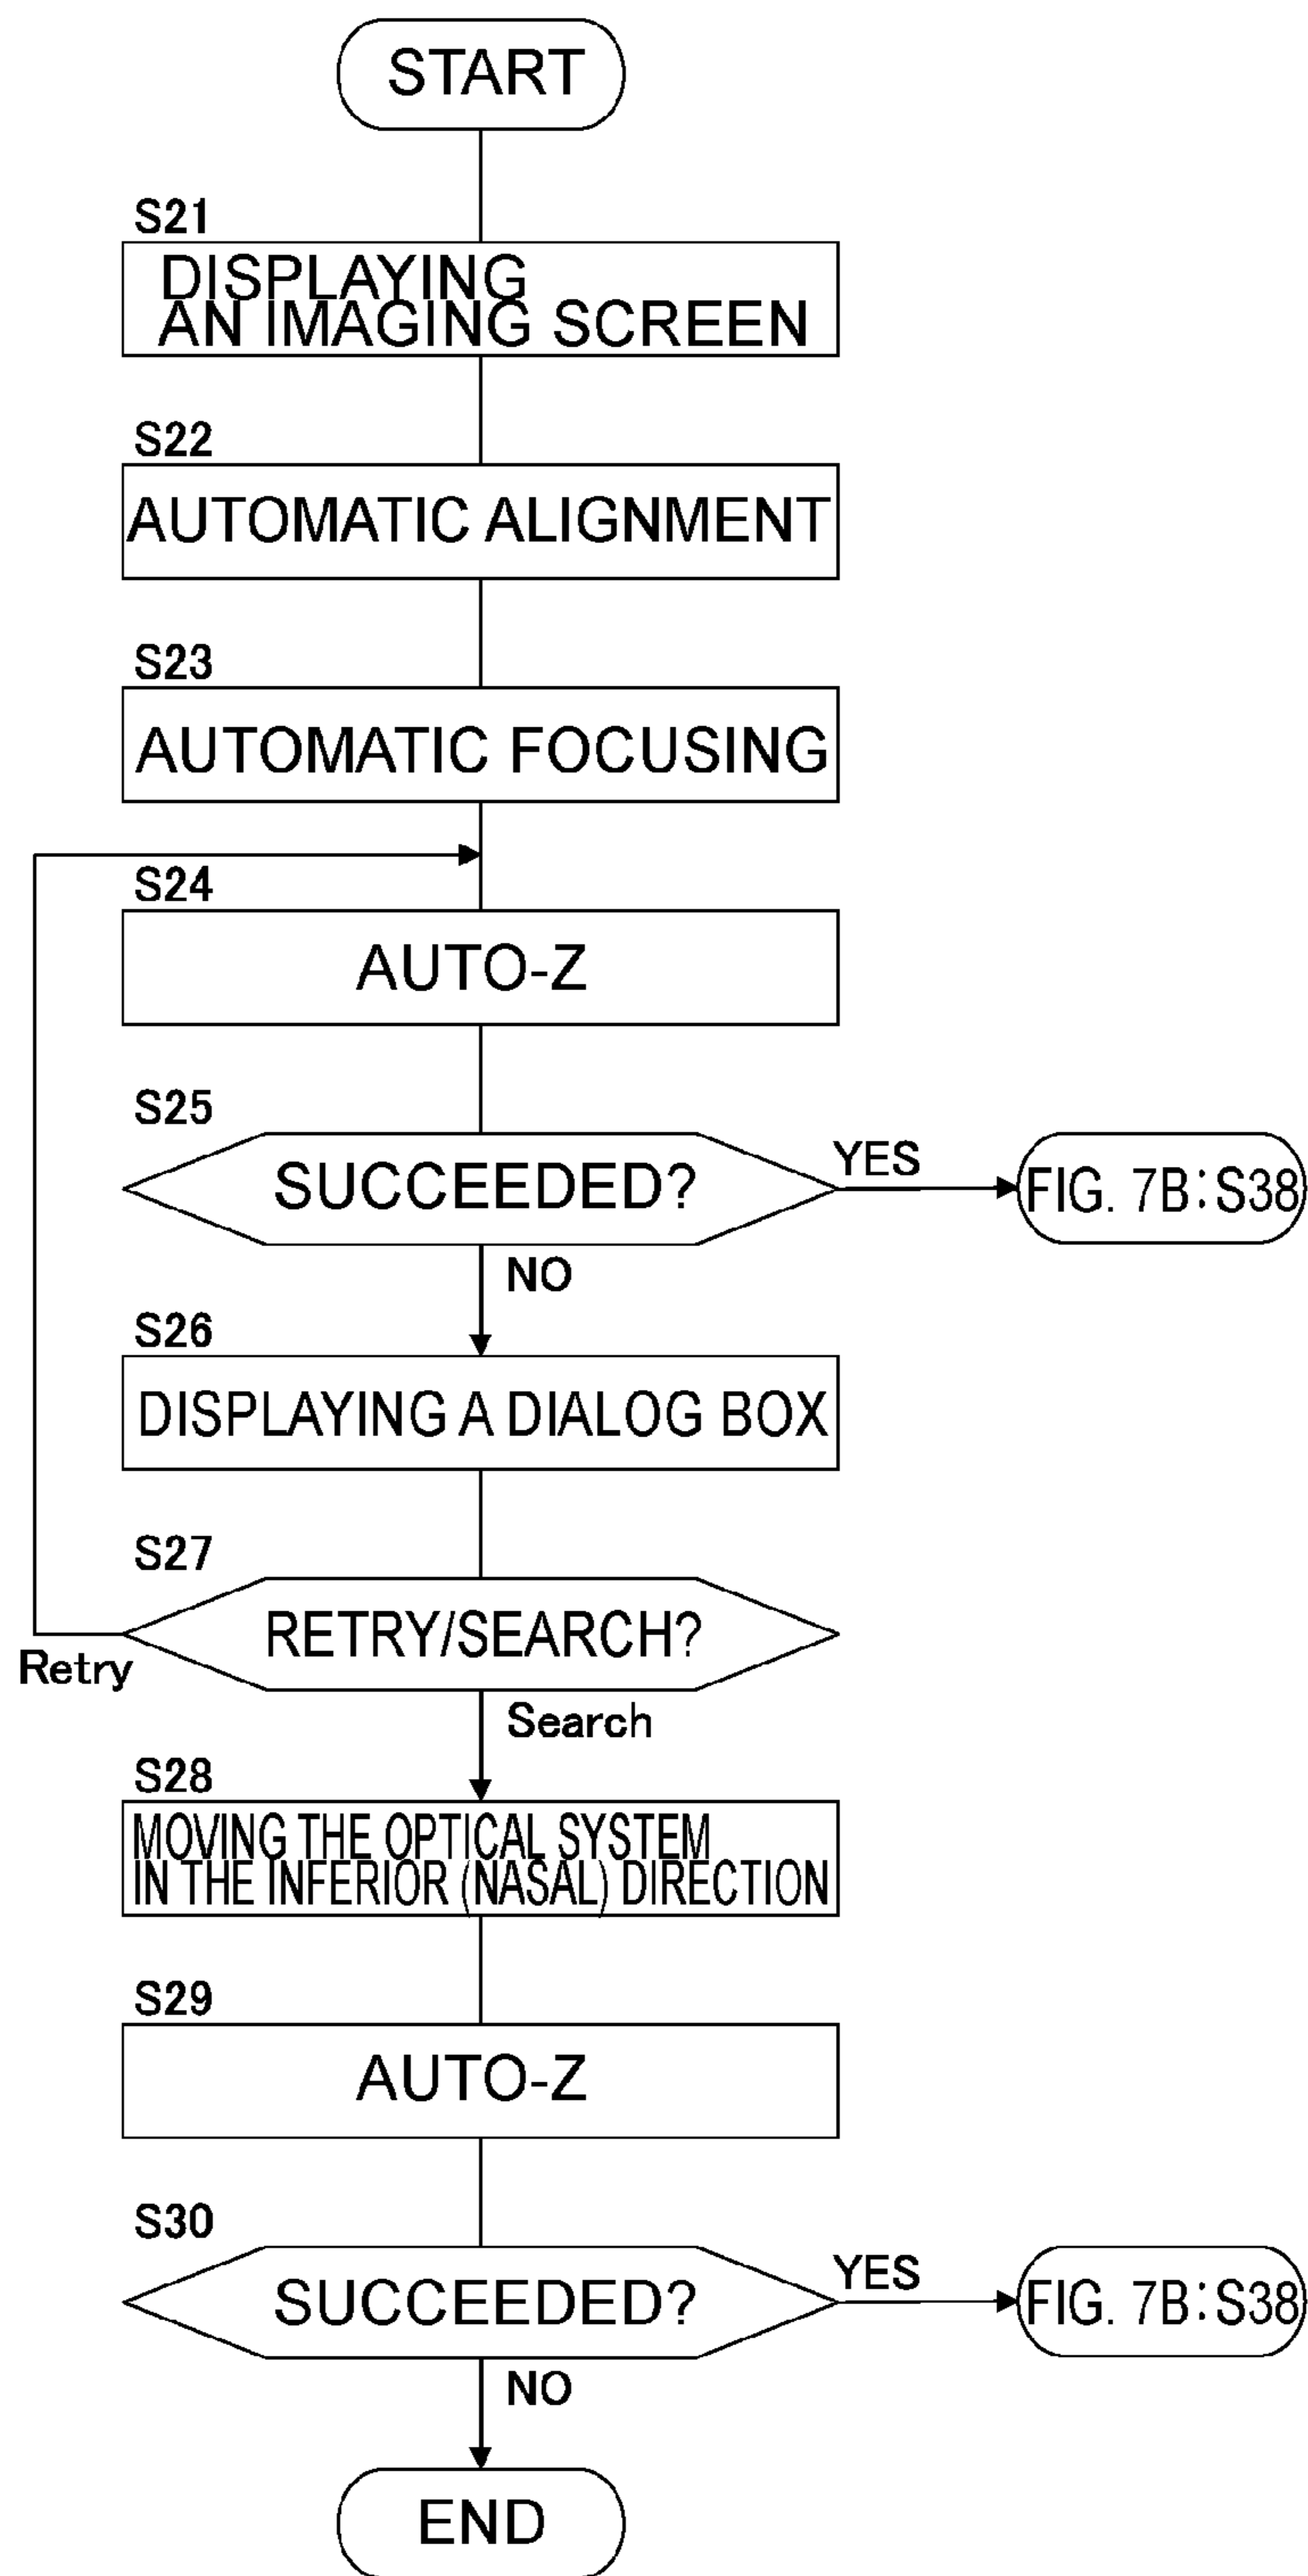 START
S21
DISPLAYING
AN IMAGING SCREEN
S22
AUTOMATIC ALIGNMENT
S23
AUTOMATIC FOCUSING
S24
AUTO-Z
S25
SUCCEEDED?
YES
FIG. 7B:S38
NO
S26
DISPLAYING A DIALOG BOX
S27
RETRY/SEARCH?
Retry
Search
S28
MOVING THE OPTICAL SYSTEM
IN THE INFERIOR (NASAL) DIRECTION
S29
AUTO-Z
S30
SUCCEEDED?
YES
FIG. 7B:S38
NO
END